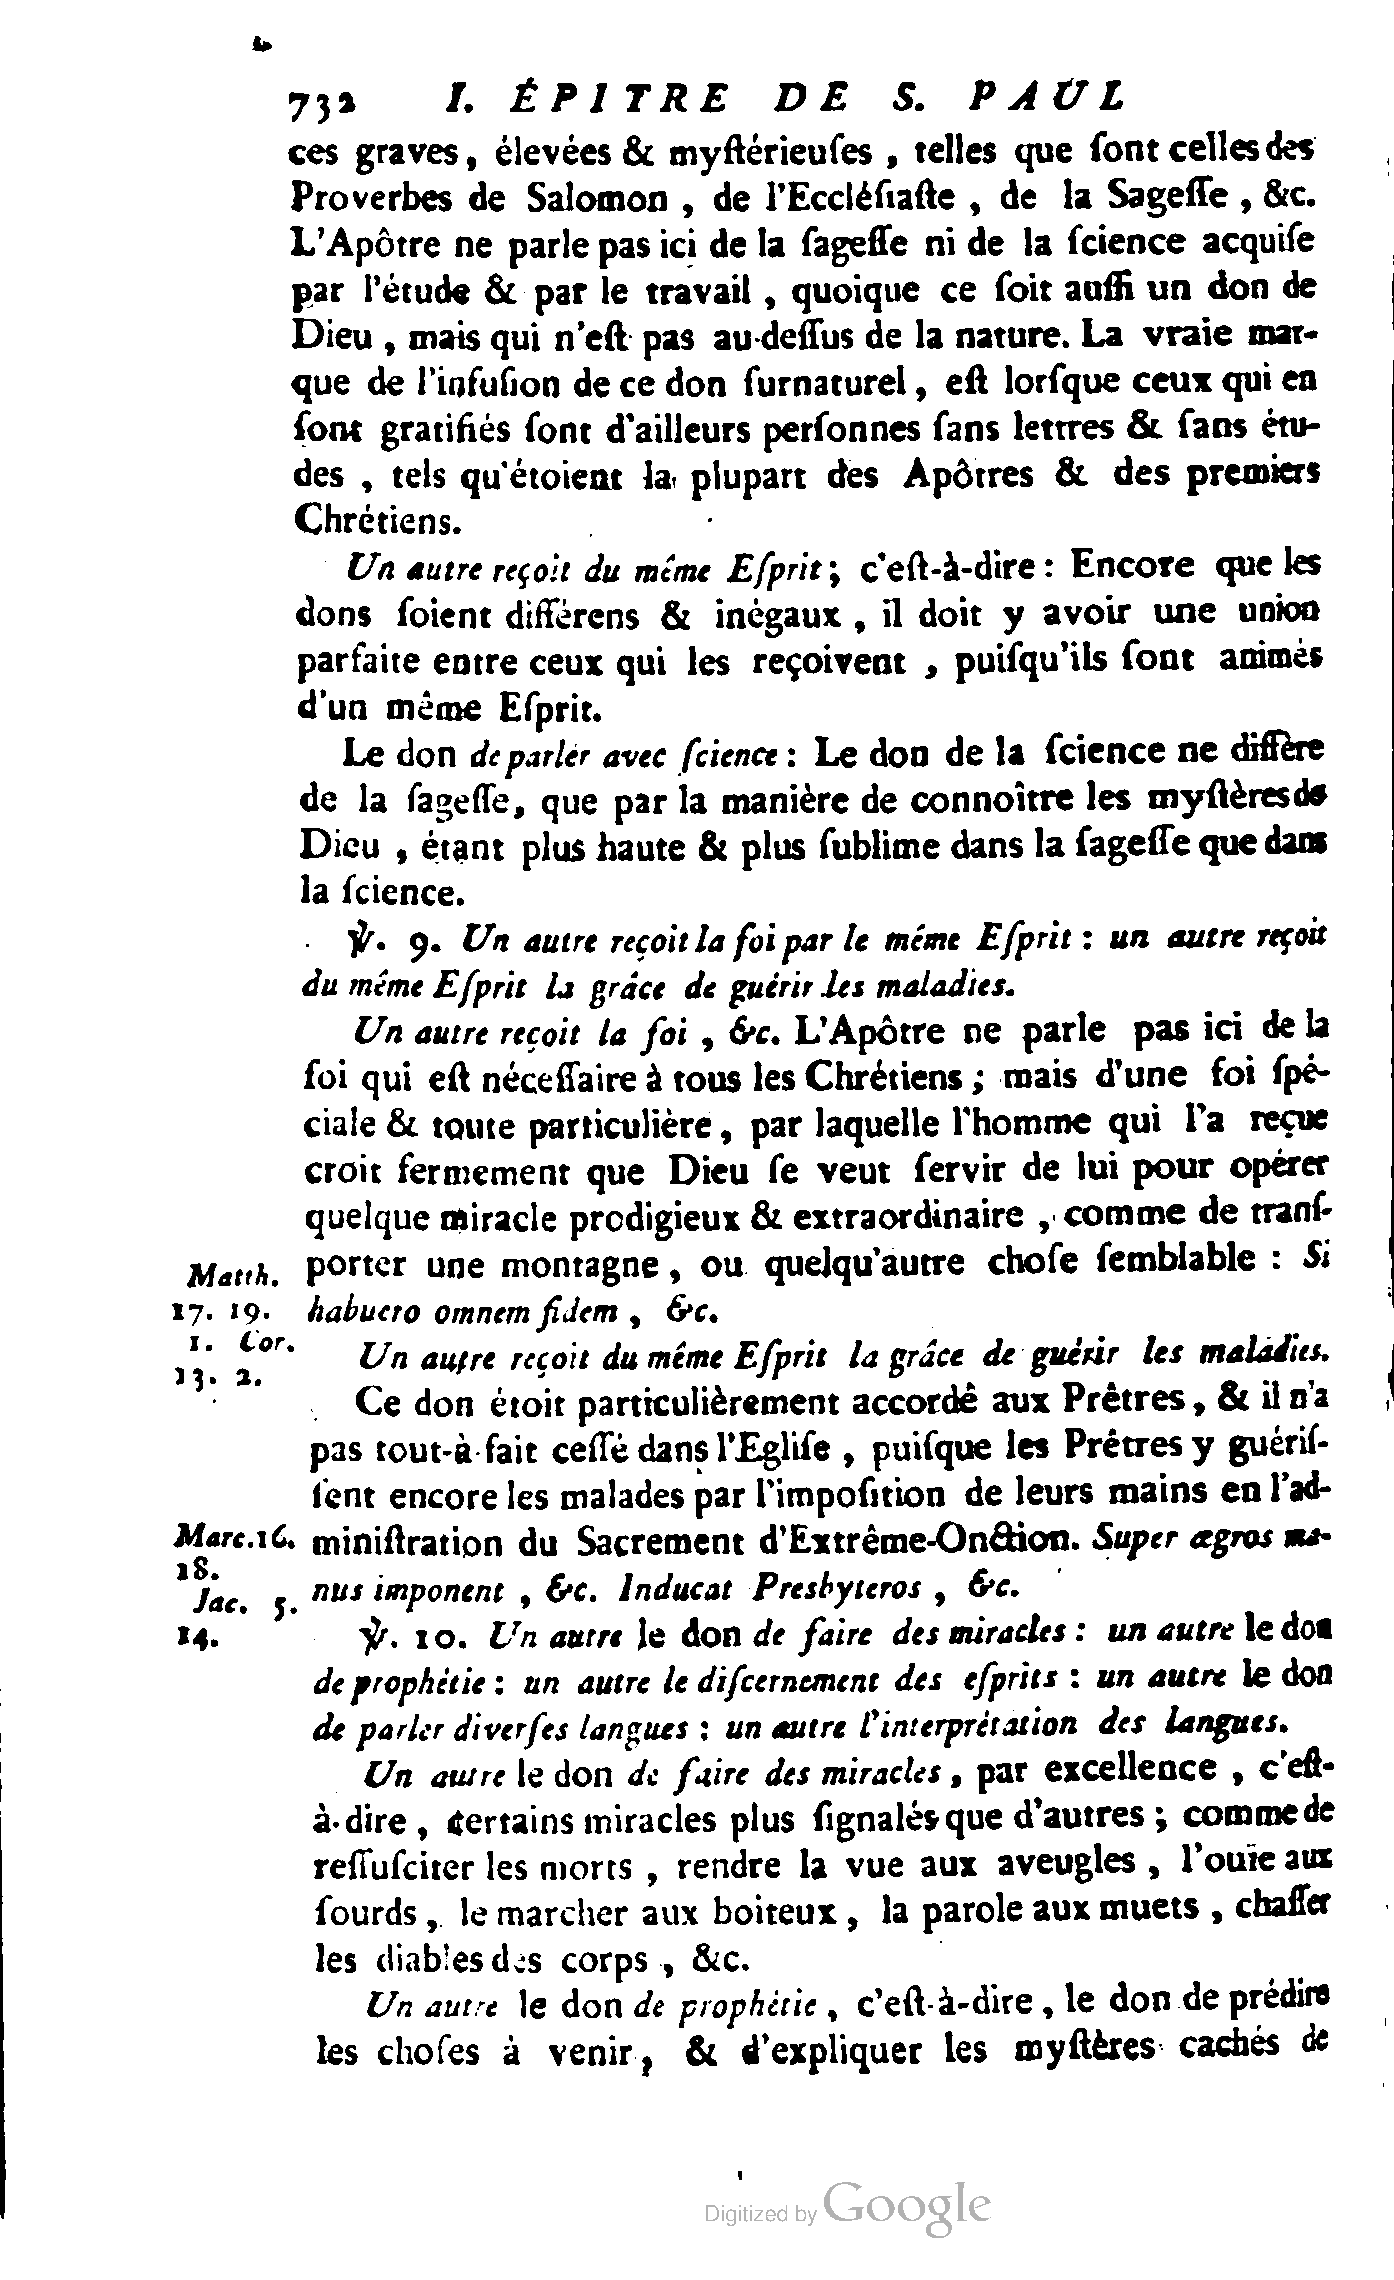 732 I. ÉPITRE DE S. PAUL
ces graves, élevées & myſtérieuſes, telles que ſont celles des
Proverbes de Salomon, de l'Eccléſiaſte, de la Sageſſe, &c.
L'Apôtre ne parle pas ici de la ſageſſe ni de la ſcience acquiſe
par l'étude & par le travail, quoique ce ſoit auſſi un don de
Dieu, mais qui n'eſt pas au-deſſus de la nature. La vraie mar-
que de l'infuſion de ce don ſurnaturel, eſt lorſque ceux qui en
ſont gratifiés ſont d'ailleurs perſonnes ſans lettres & ſans étu-
des, tels qu'étoient la plupart des Apôtres & des premiers
Chrétiens.
Un autre reçoit du même Eſprit; c'eſt-à-dire: Encore que les
dons ſoient différens & inégaux, il doit y avoir une union
parfaite entre ceux qui les reçoivent, puiſqu'ils ſont animés
d'un même Eſprit.
Le don de parler avec ſcience: Le don de la ſcience ne diffère
de la ſageſſe, que par la manière de connoître les myſtères de
Dieu, étant plus haute & plus ſublime dans la ſageſſe que dans
la ſcience.
℣. 9. Un autre reçoit la foi par le même Eſprit: un autre reçoit
du même Eſprit la grâce de guérir les maladies.
Un autre reçoit la foi, &c. L'Apôtre ne parle pas ici de la
foi qui eſt néceſſaire à tous les Chrétiens; mais d'une foi ſpé-
ciale & toute particulière, par laquelle l'homme qui l'a reçue
croit fermement que Dieu ſe veut ſervir de lui pour opérer
quelque miracle prodigieux & extraordinaire, comme de tranſ-
Matth. porter une montagne, ou quelqu'autre choſe ſemblable: Si
17. 19. habuero omnem fidem, &c.
1. Cor. Un autre reçoit du même Eſprit la grâce de guérir les maladies.
13. 2.
Ce don étoit particulièrement accordé aux Prêtres, & il n'a
pas tout-à-fait ceſſé dans l'Egliſe, puiſque les Prêtres y guériſ-
ſent encore les malades par l'impoſition de leurs mains en l'ad-
Marc. 16. miniſtration du Sacrement d'Extrême-Onction. Super ægros ma-
18.
Jac. 5. nus imponent, &c. Inducat Presbyteros, &c.
14. ℣. 10. Un autre le don de faire des miracles: un autre le don
de prophétie: un autre le diſcernement des eſprits: un autre le don
de parler diverſes langues: un autre l'interprétation des langues.
Un autre le don de faire des miracles, par excellence, c'eſt-
à-dire, certains miracles plus ſignalés que d'autres; comme de
reſſuſciter les morts, rendre la vue aux aveugles, l'ouïe aux
ſourds, le marcher aux boiteux, la parole aux muets, chaſſer
les diables des corps, &c.
Un autre le don de prophétie, c'eſt-à-dire, le don de prédire
les choſes à venir, & d'expliquer les myſtères cachés de
Digitized by Google